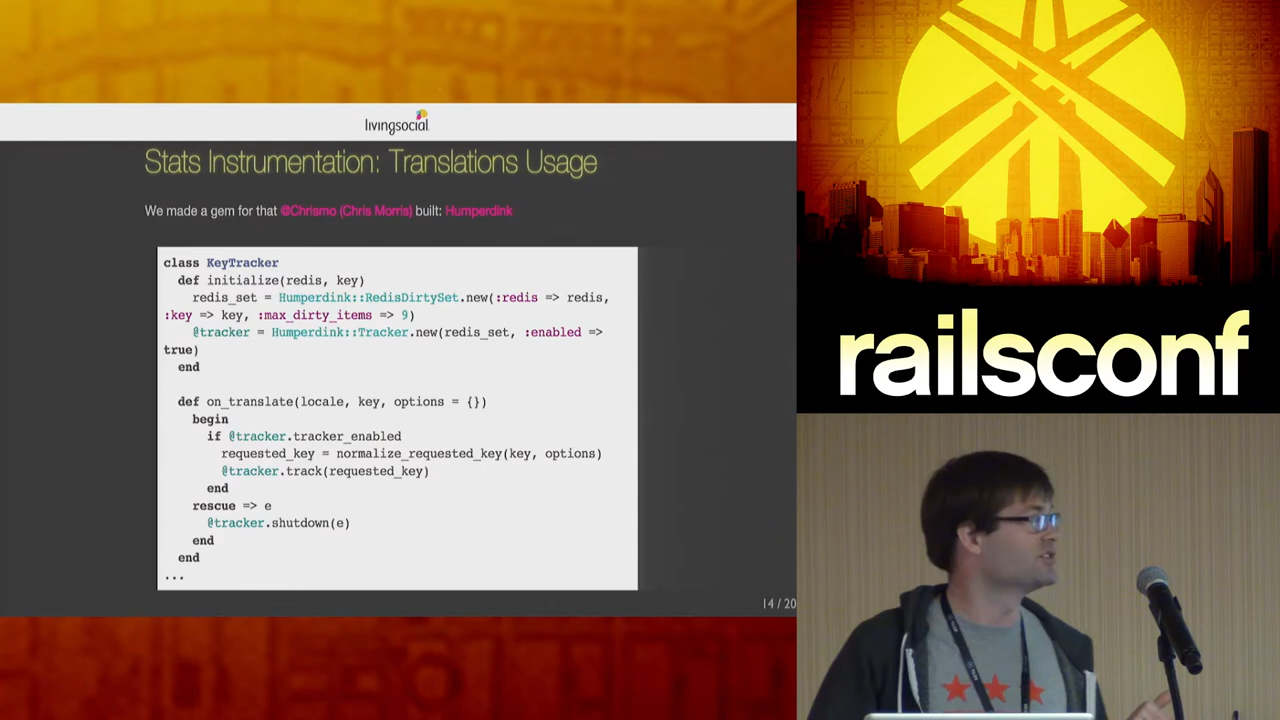 livingsocial
Stats Instrumentation: Translations Usage
We made a gem for that @Chrismo (Chris Morris) built: Humperdink
class KeyTracker
  def initialize(redis, key)
    redis_set = Humperdink::RedisDirtySet.new(:redis => redis,
:key => key, :max_dirty_items => 9)
    @tracker = Humperdink::Tracker.new(redis_set, :enabled =>
true)
  end
  def on_translate(locale, key, options = {})
    begin
      if @tracker.tracker_enabled
        requested_key = normalize_requested_key(key, options)
        @tracker.track(requested_key)
      end
    rescue => e
      @tracker.shutdown(e)
    end
  end
...
14 / 20
railsconf